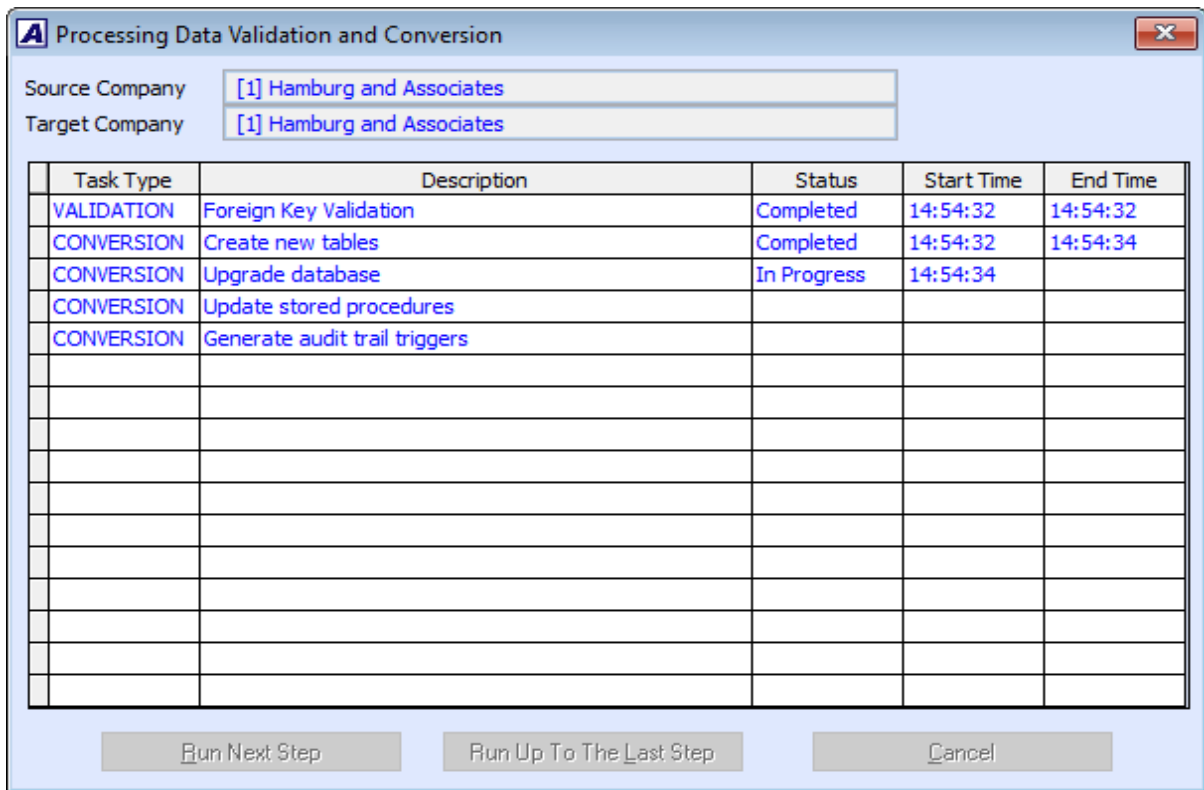 A Processing Data Validation and Conversion
Source Company [1] Hamburg and Associates
Target Company [1] Hamburg and Associates
Task Type Description Status Start Time End Time
VALIDATION Foreign Key Validation Completed 14:54:32 14:54:32
CONVERSION Create new tables Completed 14:54:32 14:54:34
CONVERSION Upgrade database In Progress 14:54:34
CONVERSION Update stored procedures
CONVERSION Generate audit trail triggers
Run Next Step Run Up To The Last Step Cancel